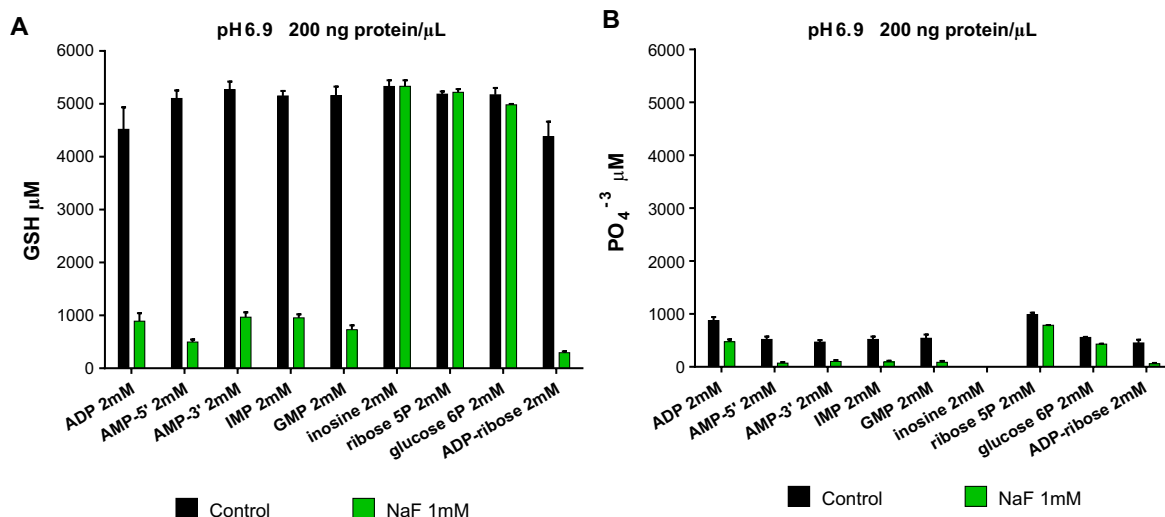 A
pH 6.9 200 ng protein/μL
GSH μM
6000
5000
4000
3000
2000
1000
0
ADP 2mM
AMP-5' 2mM
AMP-3' 2mM
IMP 2mM
GMP 2mM
inosine 2mM
ribose 5P 2mM
glucose 6P 2mM
ADP-ribose 2mM
Control
NaF 1mM
B
pH 6.9 200 ng protein/μL
PO₄⁻³ μM
6000
5000
4000
3000
2000
1000
0
ADP 2mM
AMP-5' 2mM
AMP-3' 2mM
IMP 2mM
GMP 2mM
inosine 2mM
ribose 5P 2mM
glucose 6P 2mM
ADP-ribose 2mM
Control
NaF 1mM